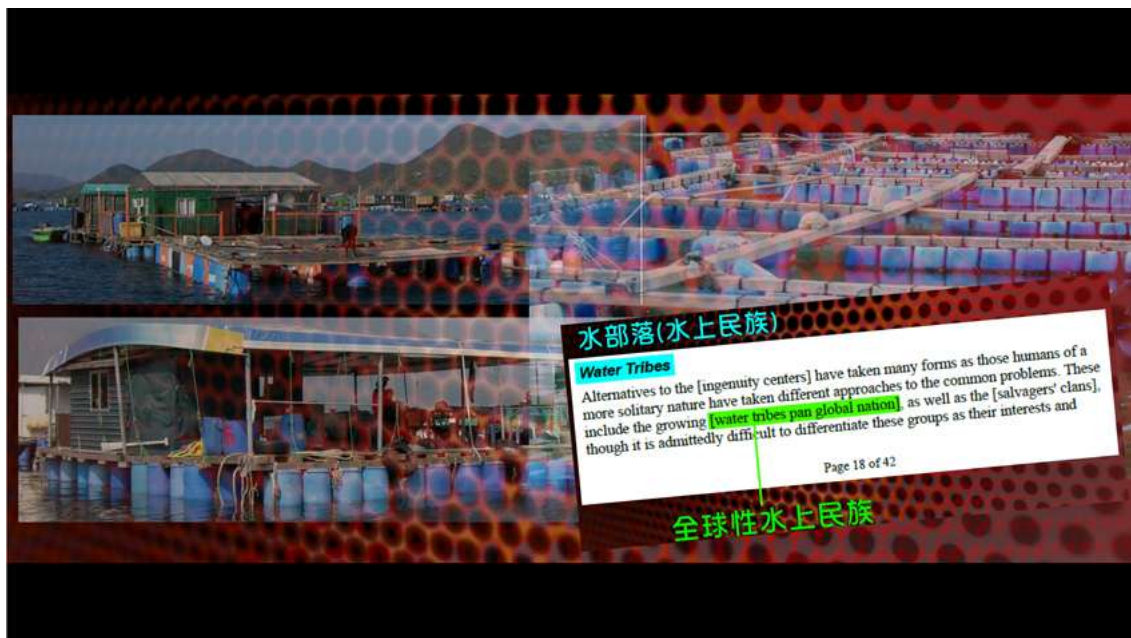 水部落(水上民族)
Water Tribes
Alternatives to the [ingenuity centers] have taken many forms as those humans of a
more solitary nature have taken different approaches to the common problems. These
include the growing [water tribes pan global nation], as well as the [salvagers' clans],
though it is admittedly difficult to differentiate these groups as their interests and
Page 18 of 42
全球性水上民族